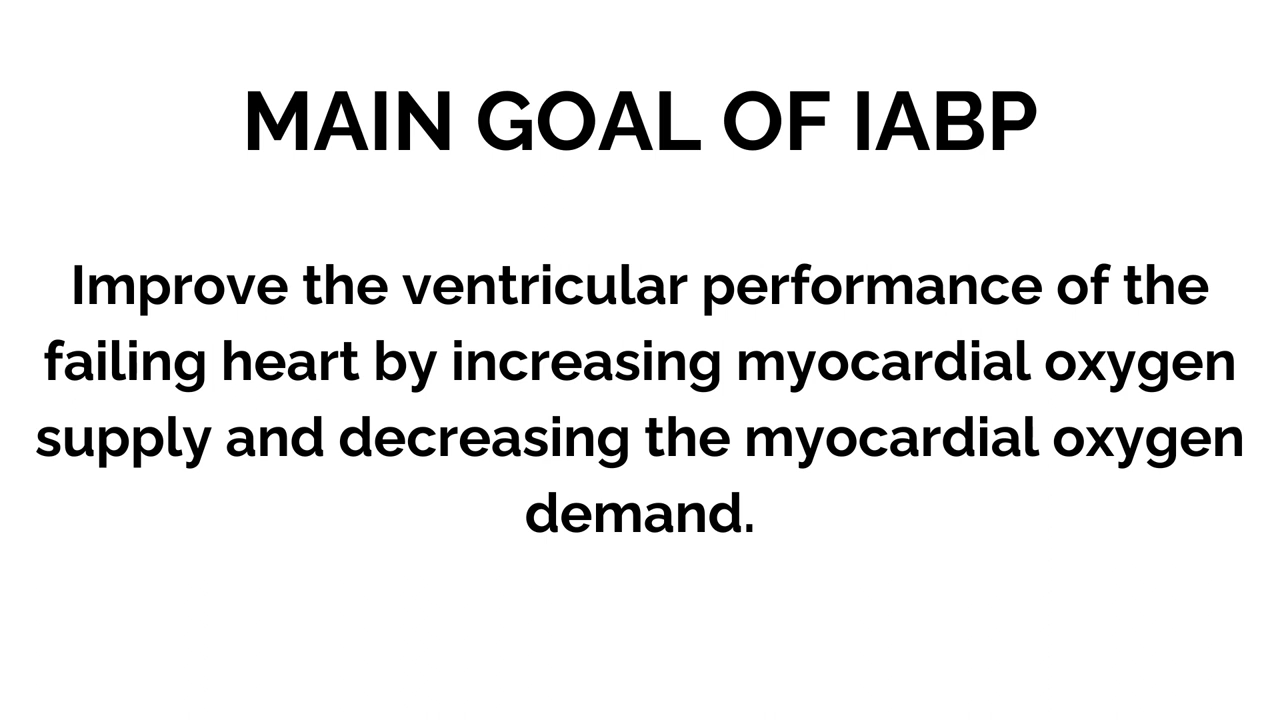 MAIN GOAL OF IABP
Improve the ventricular performance of the
failing heart by increasing myocardial oxygen
supply and decreasing the myocardial oxygen
demand.